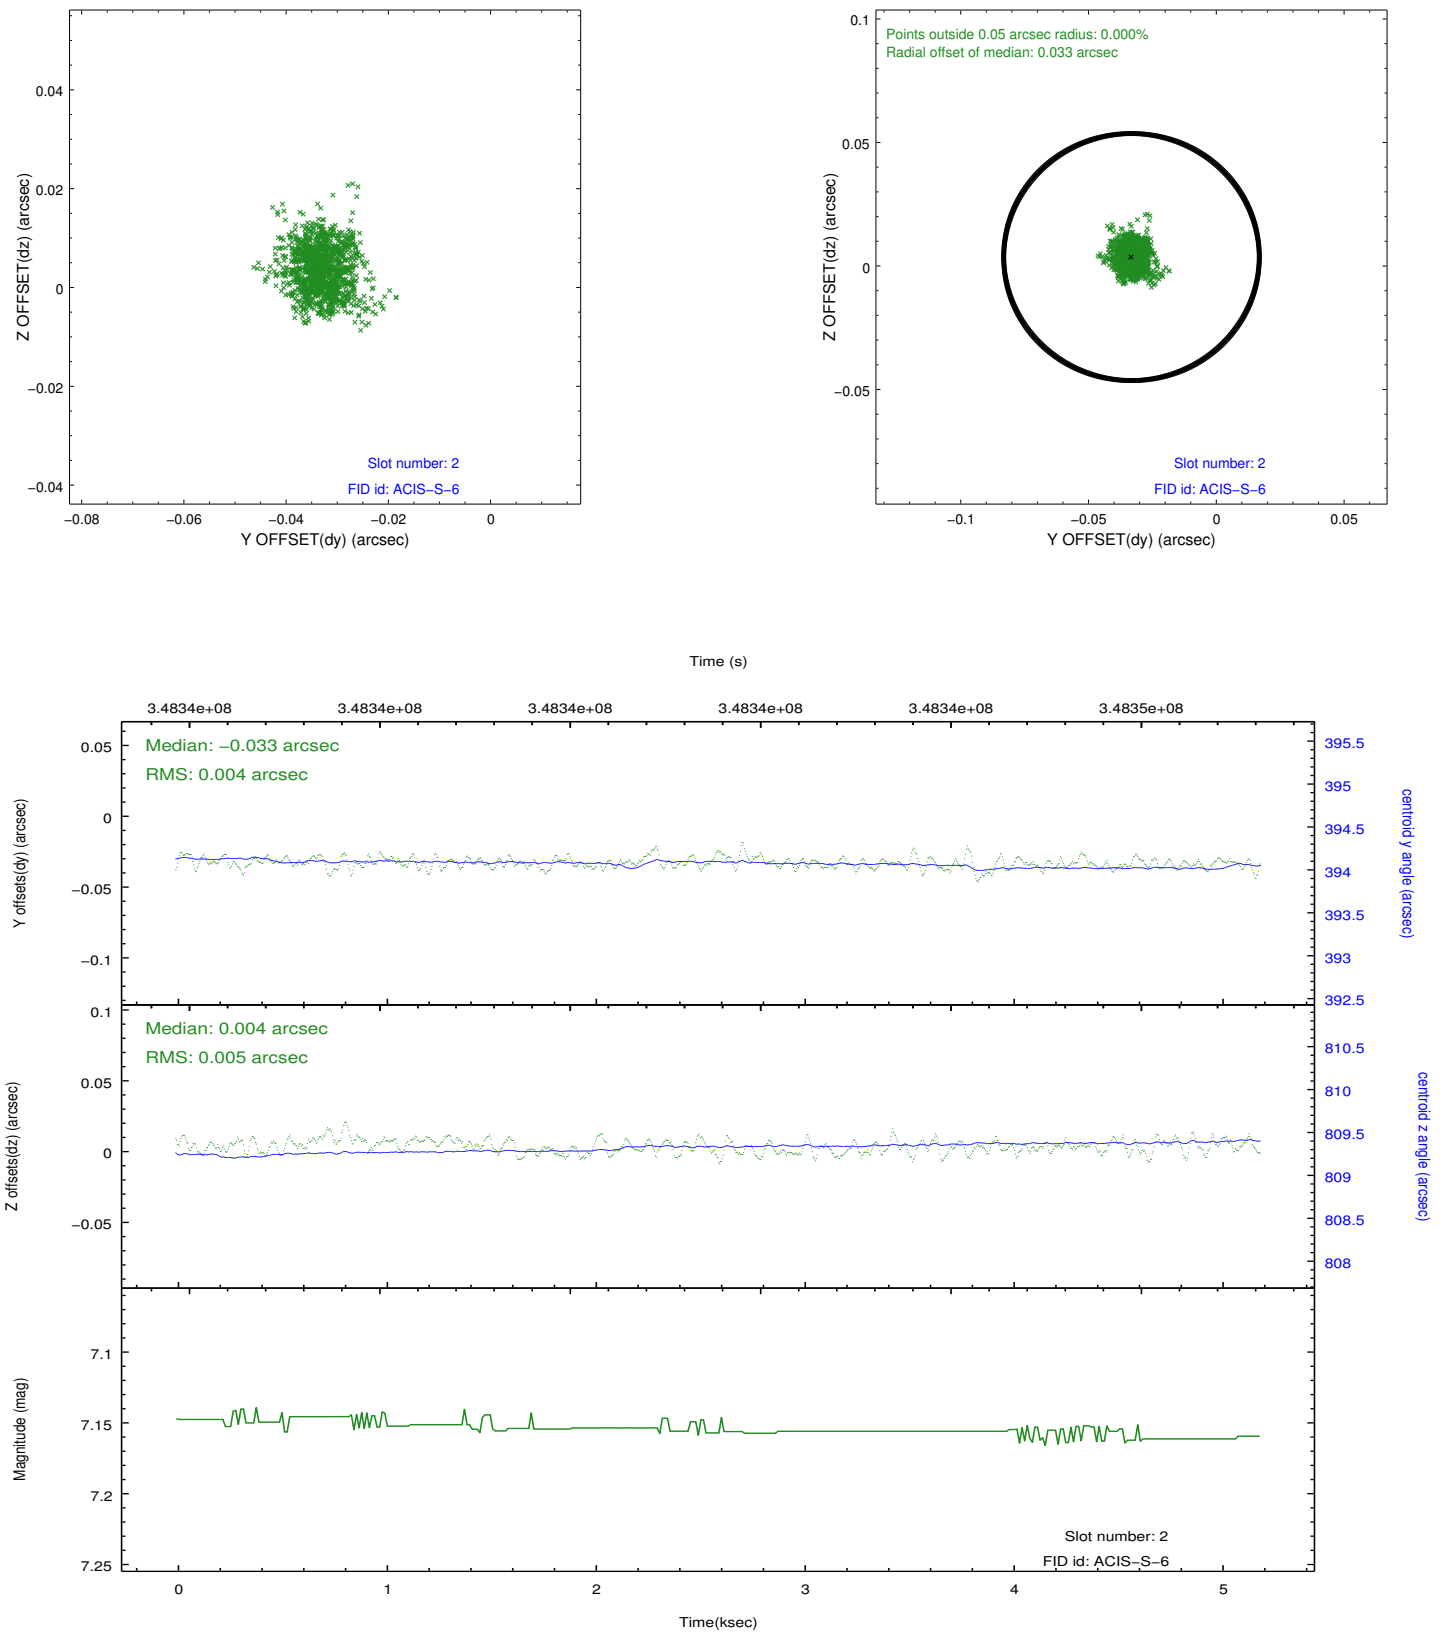 0.04
0.02
0
−0.02
−0.04
Z OFFSET(dz) (arcsec)
Slot number: 2
FID id: ACIS−S−6
−0.08
−0.06
−0.04
−0.02
0
Y OFFSET(dy) (arcsec)
0.1
0.05
0
−0.05
Z OFFSET(dz) (arcsec)
Points outside 0.05 arcsec radius: 0.000%
Radial offset of median: 0.033 arcsec
Slot number: 2
FID id: ACIS−S−6
−0.1
−0.05
0
0.05
Y OFFSET(dy) (arcsec)
Time (s)
3.4834e+08
3.4834e+08
3.4834e+08
3.4834e+08
3.4834e+08
3.4835e+08
Median: −0.033 arcsec
RMS: 0.004 arcsec
0.05
0
−0.05
−0.1
Y offsets(dy) (arcsec)
395.5
395
394.5
394
393.5
393
392.5
centroid y angle (arcsec)
Median: 0.004 arcsec
RMS: 0.005 arcsec
0.1
0.05
0
−0.05
Z offsets(dz) (arcsec)
810.5
810
809.5
809
808.5
808
centroid z angle (arcsec)
7.1
7.15
7.2
7.25
Magnitude (mag)
Slot number: 2
FID id: ACIS−S−6
0
1
2
3
4
5
Time(ksec)